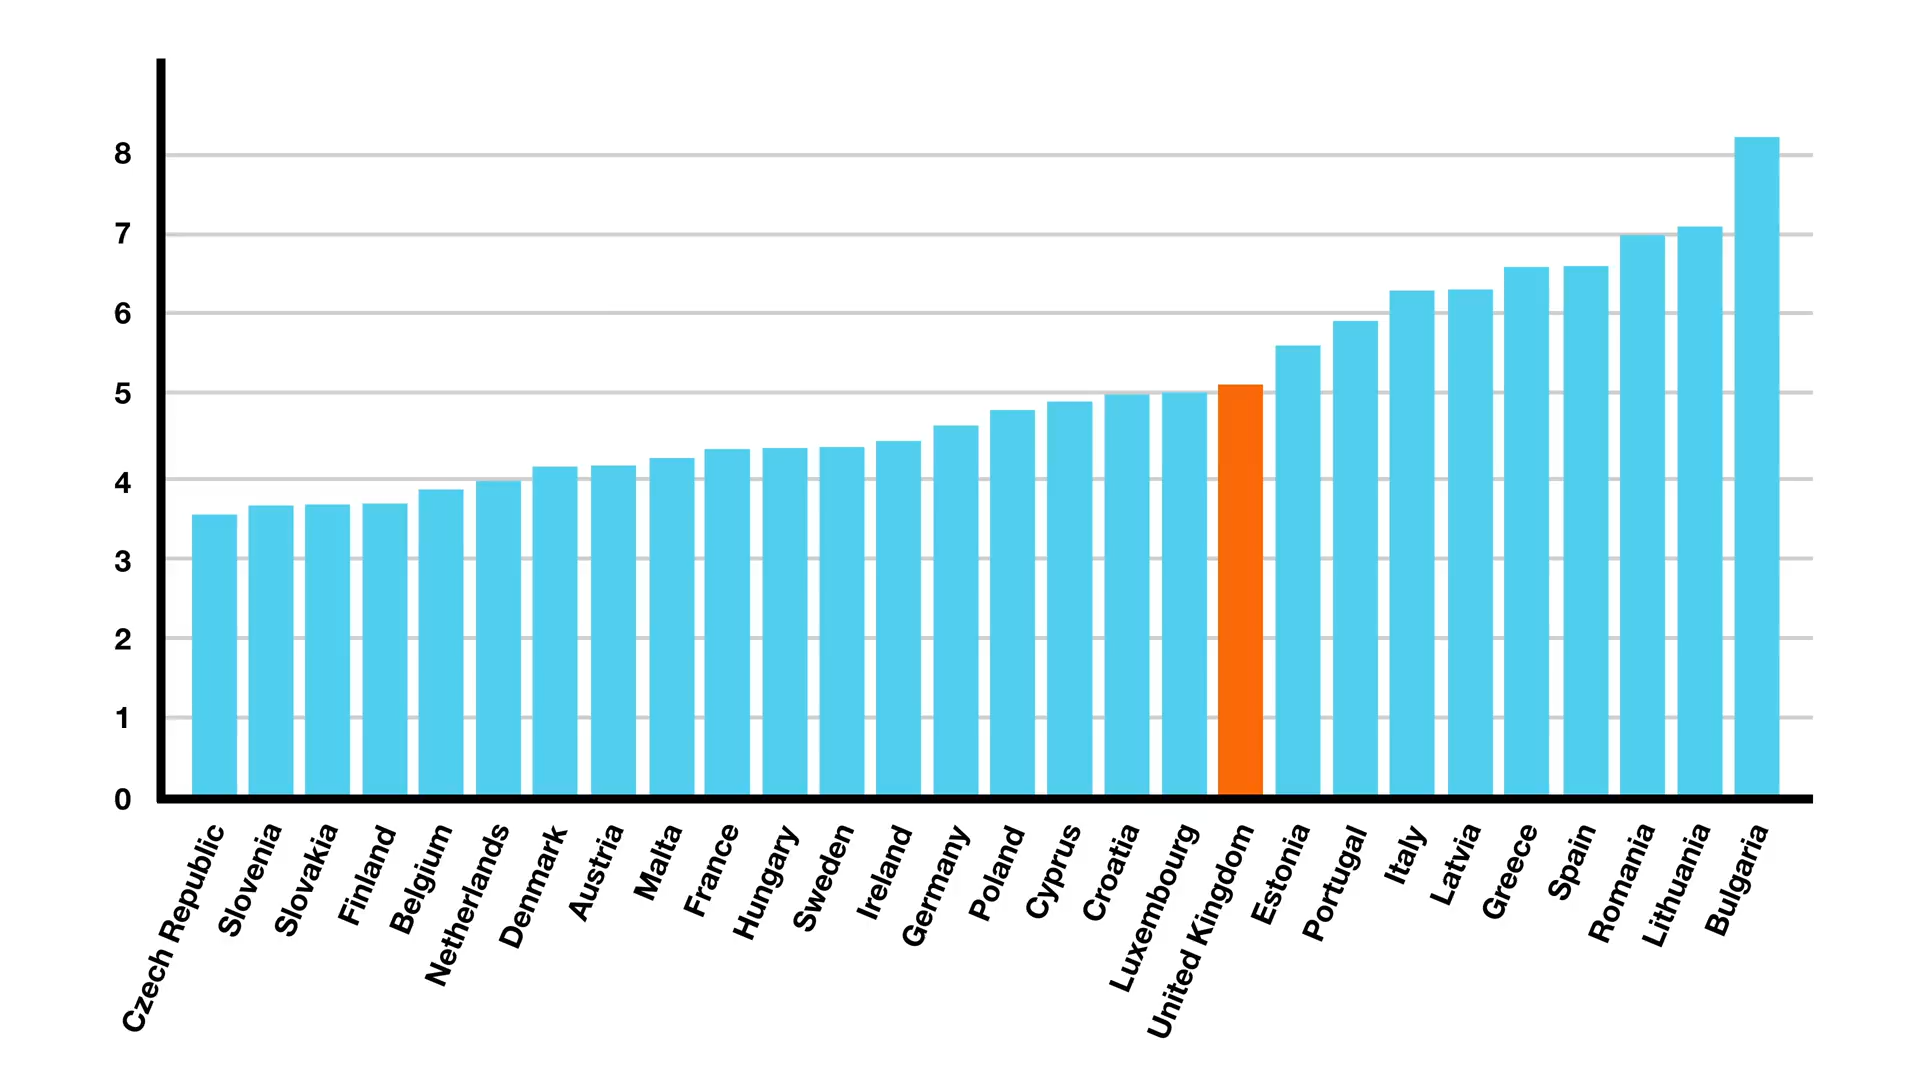 8
7
6
5
4
3
2
1
0
Czech Republic
Slovenia
Slovakia
Finland
Belgium
Netherlands
Denmark
Austria
Malta
France
Hungary
Sweden
Ireland
Germany
Poland
Cyprus
Croatia
Luxembourg
United Kingdom
Estonia
Portugal
Italy
Latvia
Greece
Spain
Romania
Lithuania
Bulgaria